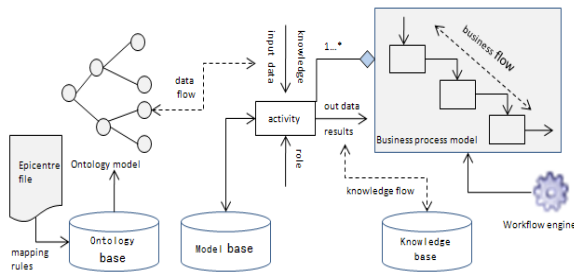 knowledge
input data
1...*
business flow
data
flow
activity
out data
results
Business process model
Epicentre
file
Ontology model
role
knowledge flow
mapping
rules
Ontology
base
Model base
Knowledge
base
Workflow engine